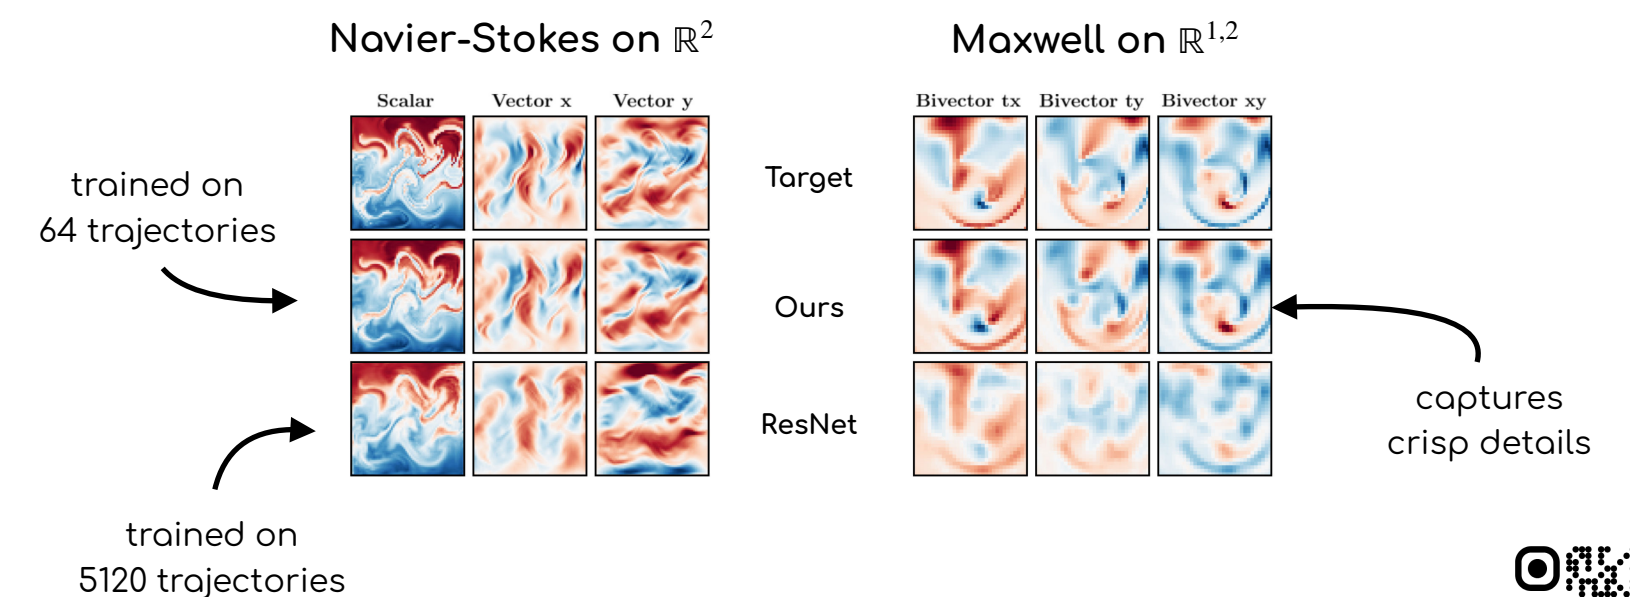 Navier-Stokes on ℝ²
Maxwell on ℝ¹,²
Scalar
Vector x
Vector y
Bivector tx
Bivector ty
Bivector xy
Target
trained on
64 trajectories
Ours
ResNet
captures
crisp details
trained on
5120 trajectories